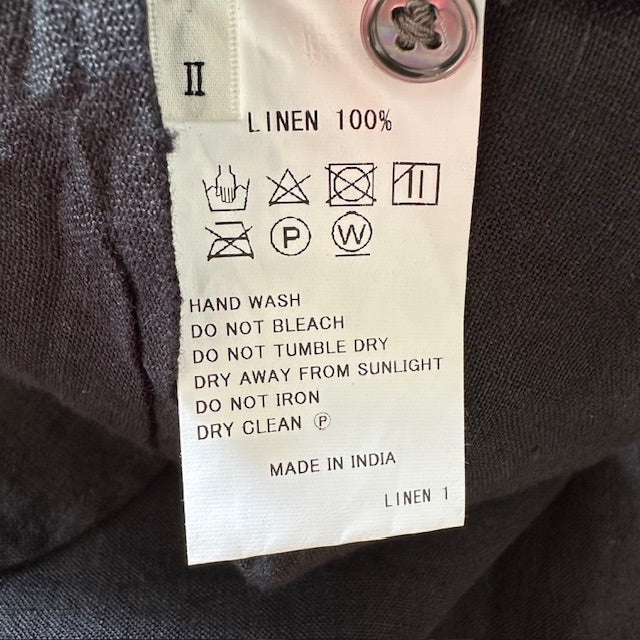 II
LINEN 100%
P W
HAND WASH
DO NOT BLEACH
DO NOT TUMBLE DRY
DRY AWAY FROM SUNLIGHT
DO NOT IRON
DRY CLEAN Ⓟ
MADE IN INDIA
LINEN 1